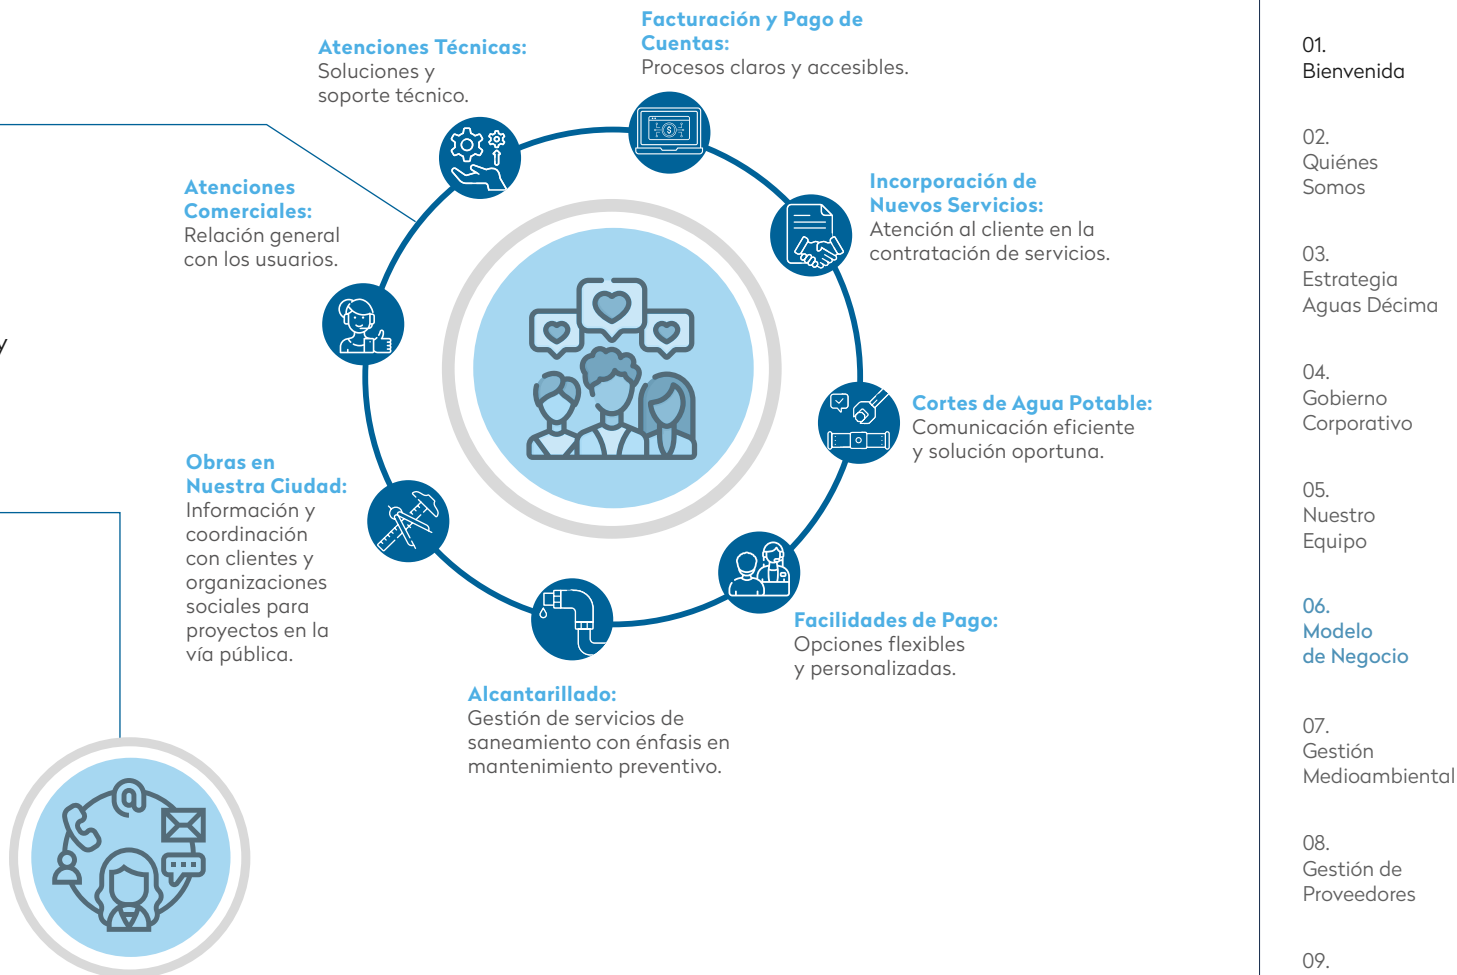 Facturación y Pago de
Cuentas:
Procesos claros y accesibles.
Atenciones Técnicas:
Soluciones y
soporte técnico.
Atenciones
Comerciales:
Relación general
con los usuarios.
Incorporación de
Nuevos Servicios:
Atención al cliente en la
contratación de servicios.
y
Cortes de Agua Potable:
Comunicación eficiente
y solución oportuna.
Obras en
Nuestra Ciudad:
Información y
coordinación
con clientes y
organizaciones
sociales para
proyectos en la
vía pública.
Facilidades de Pago:
Opciones flexibles
y personalizadas.
Alcantarillado:
Gestión de servicios de
saneamiento con énfasis en
mantenimiento preventivo.
01.
Bienvenida
02.
Quiénes
Somos
03.
Estrategia
Aguas Décima
04.
Gobierno
Corporativo
05.
Nuestro
Equipo
06.
Modelo
de Negocio
07.
Gestión
Medioambiental
08.
Gestión de
Proveedores
09.